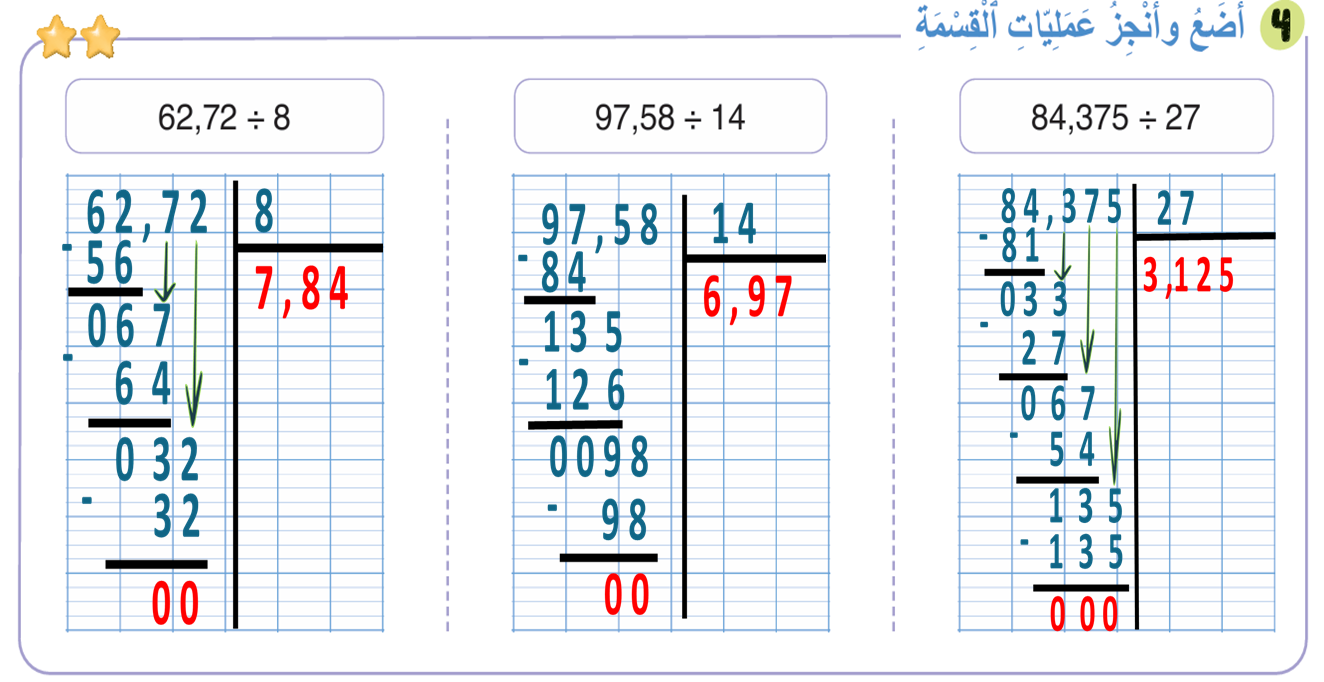 4 أَضَعُ وأُنْجِزُ عَمَلِيّاتِ ٱلْقِسْمَةِ
62,72 ÷ 8
62,72 8
- 56 7,84
067
- 64
032
- 32
00
97,58 ÷ 14
97,58 14
- 84 6,97
135
- 126
0098
- 98
00
84,375 ÷ 27
84,375 27
- 81 3,125
033
- 27
067
- 54
135
- 135
000